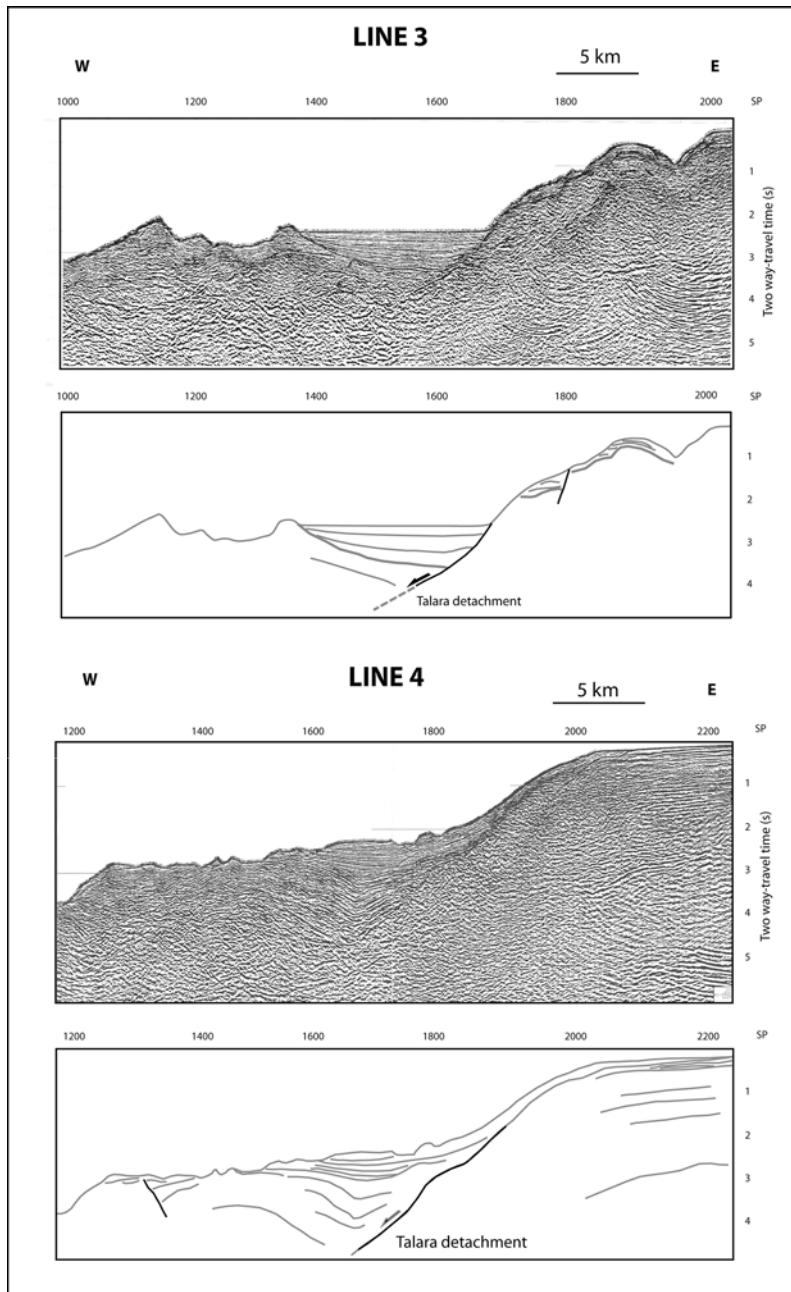 LINE 3
5 km
W E
1000 1200 1400 1600 1800 2000 SP
1
2
3
4
5
Two way-travel time (s)
1000 1200 1400 1600 1800 2000 SP
1
2
3
4
Talara detachment
LINE 4
W E
5 km
1200 1400 1600 1800 2000 2200 SP
1
2
3
4
5
Two way-travel time (s)
1200 1400 1600 1800 2000 2200 SP
1
2
3
4
Talara detachment